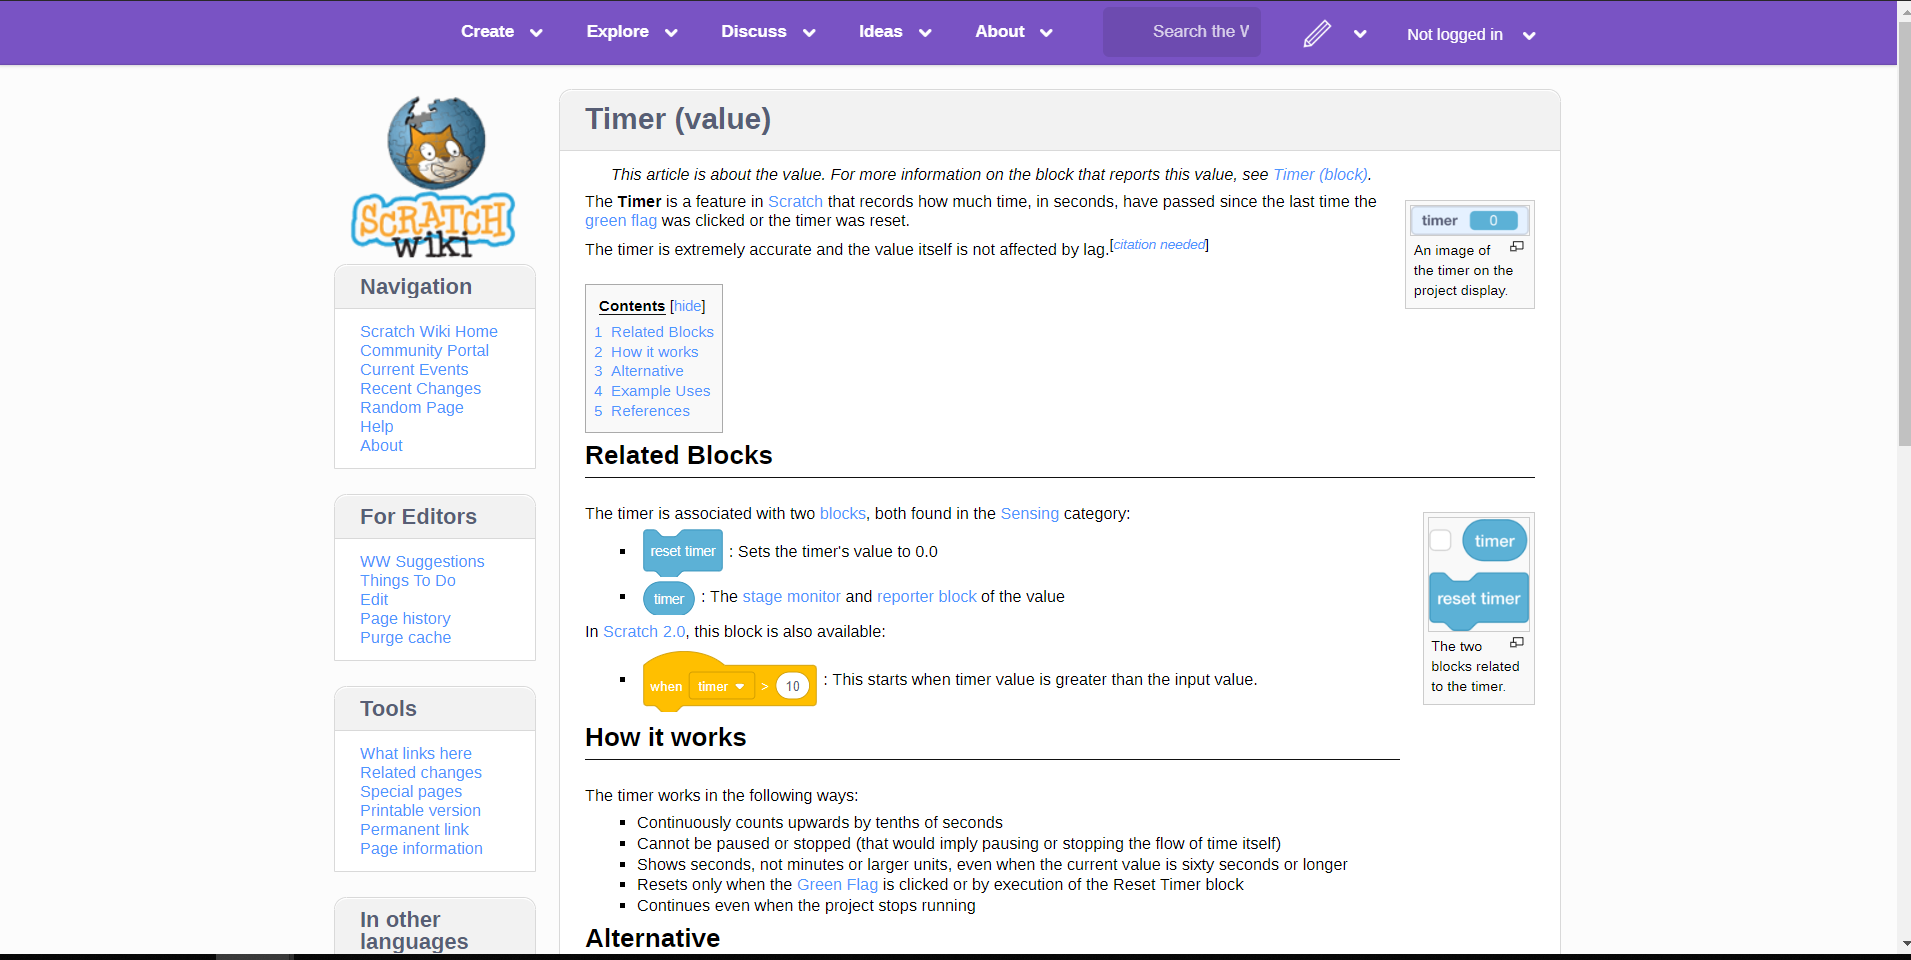 Create Explore Discuss Ideas About Search the W Not logged in
SCRATCH
wiki
Navigation
Scratch Wiki Home
Community Portal
Current Events
Recent Changes
Random Page
Help
About
For Editors
WW Suggestions
Things To Do
Edit
Page history
Purge cache
Tools
What links here
Related changes
Special pages
Printable version
Permanent link
Page information
In other
languages
Timer (value)
This article is about the value. For more information on the block that reports this value, see Timer (block).
The Timer is a feature in Scratch that records how much time, in seconds, have passed since the last time the
green flag was clicked or the timer was reset.
The timer is extremely accurate and the value itself is not affected by lag.[citation needed]
timer 0
An image of
the timer on the
project display.
Contents [hide]
1 Related Blocks
2 How it works
3 Alternative
4 Example Uses
5 References
Related Blocks
The timer is associated with two blocks, both found in the Sensing category:
reset timer : Sets the timer's value to 0.0
timer : The stage monitor and reporter block of the value
In Scratch 2.0, this block is also available:
when timer > 10 : This starts when timer value is greater than the input value.
timer
reset timer
The two
blocks related
to the timer.
How it works
The timer works in the following ways:
Continuously counts upwards by tenths of seconds
Cannot be paused or stopped (that would imply pausing or stopping the flow of time itself)
Shows seconds, not minutes or larger units, even when the current value is sixty seconds or longer
Resets only when the Green Flag is clicked or by execution of the Reset Timer block
Continues even when the project stops running
Alternative